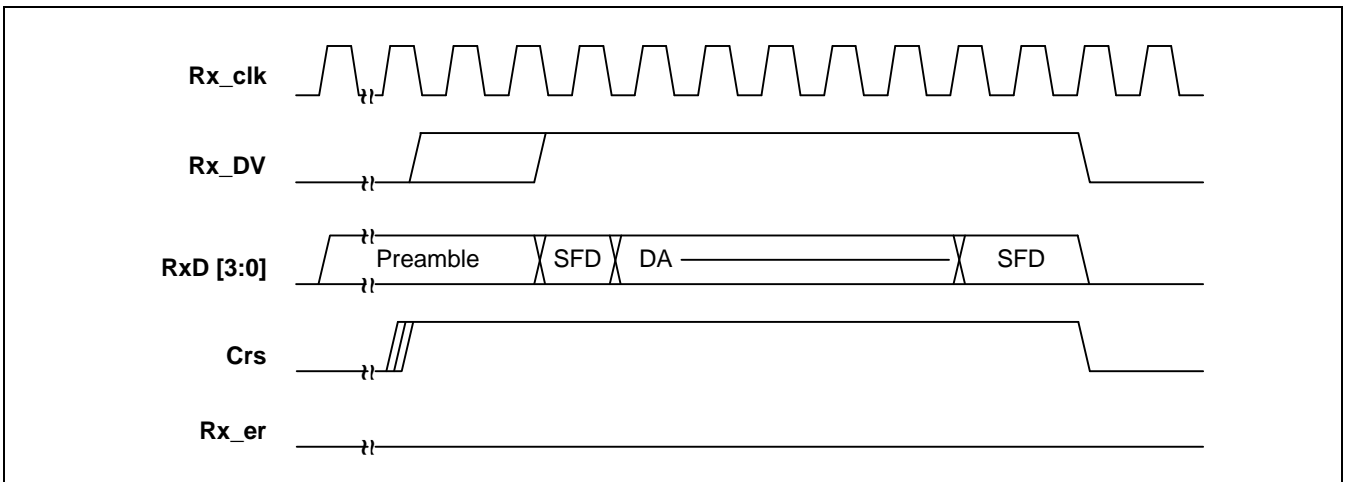 Rx_clk
Rx_DV
RxD [3:0] Preamble SFD DA SFD
Crs
Rx_er